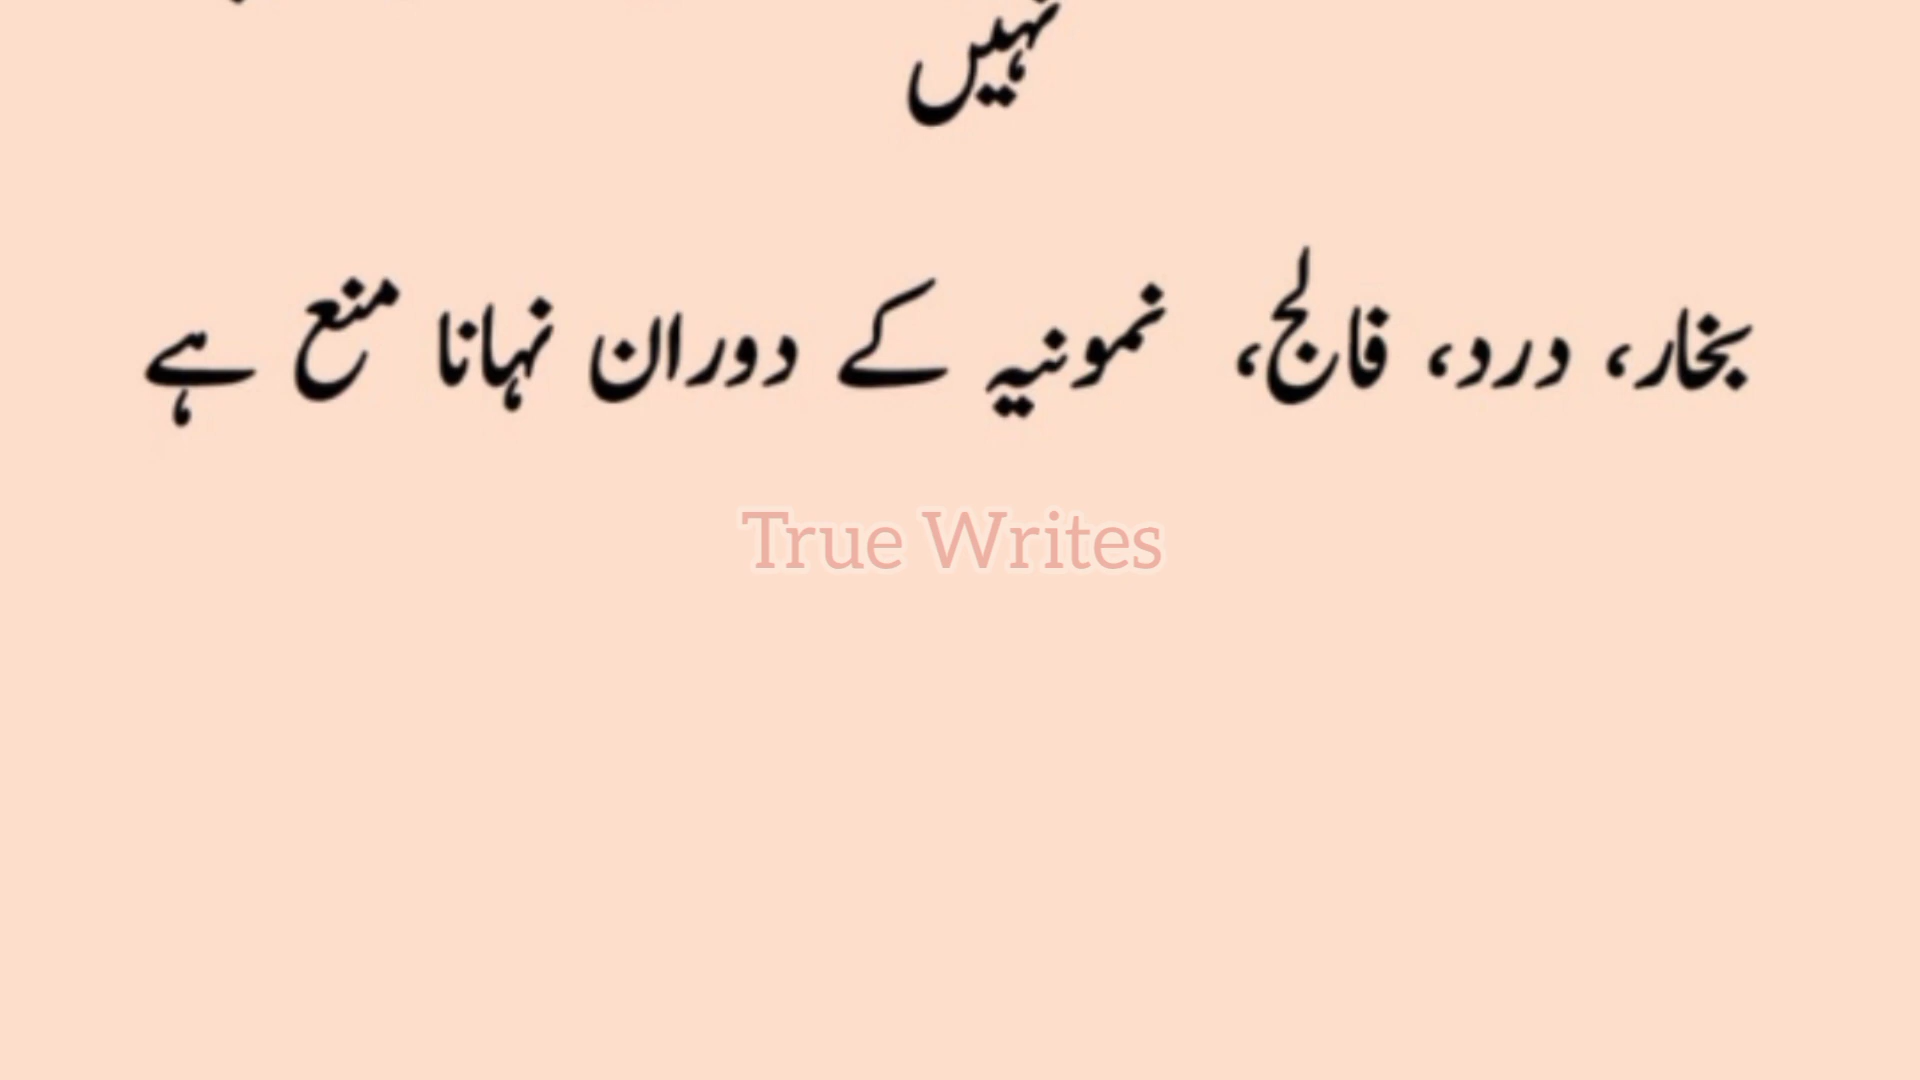 نہیں
بخار، درد، فالج، نمونیہ کے دوران نہانا منع ہے
True Writes